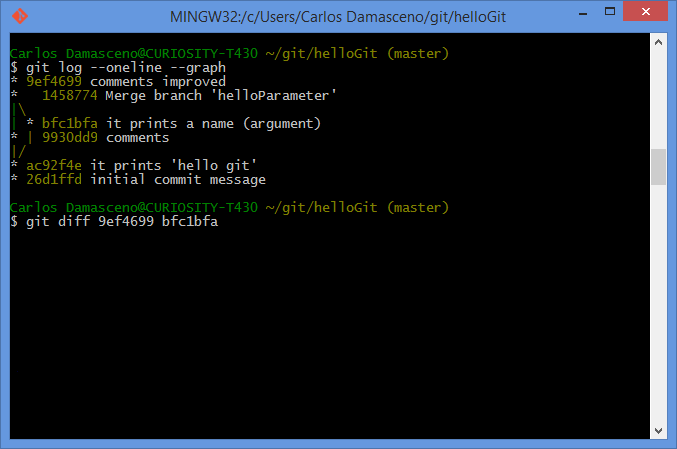 MINGW32:/c/Users/Carlos Damasceno/git/helloGit
Carlos Damasceno@CURIOSITY-T430 ~/git/helloGit (master)
$ git log --oneline --graph
* 9ef4699 comments improved
*   1458774 Merge branch 'helloParameter'
|\
| * bfc1bfa it prints a name (argument)
* | 9930dd9 comments
|/
* ac92f4e it prints 'hello git'
* 26d1ffd initial commit message
Carlos Damasceno@CURIOSITY-T430 ~/git/helloGit (master)
$ git diff 9ef4699 bfc1bfa